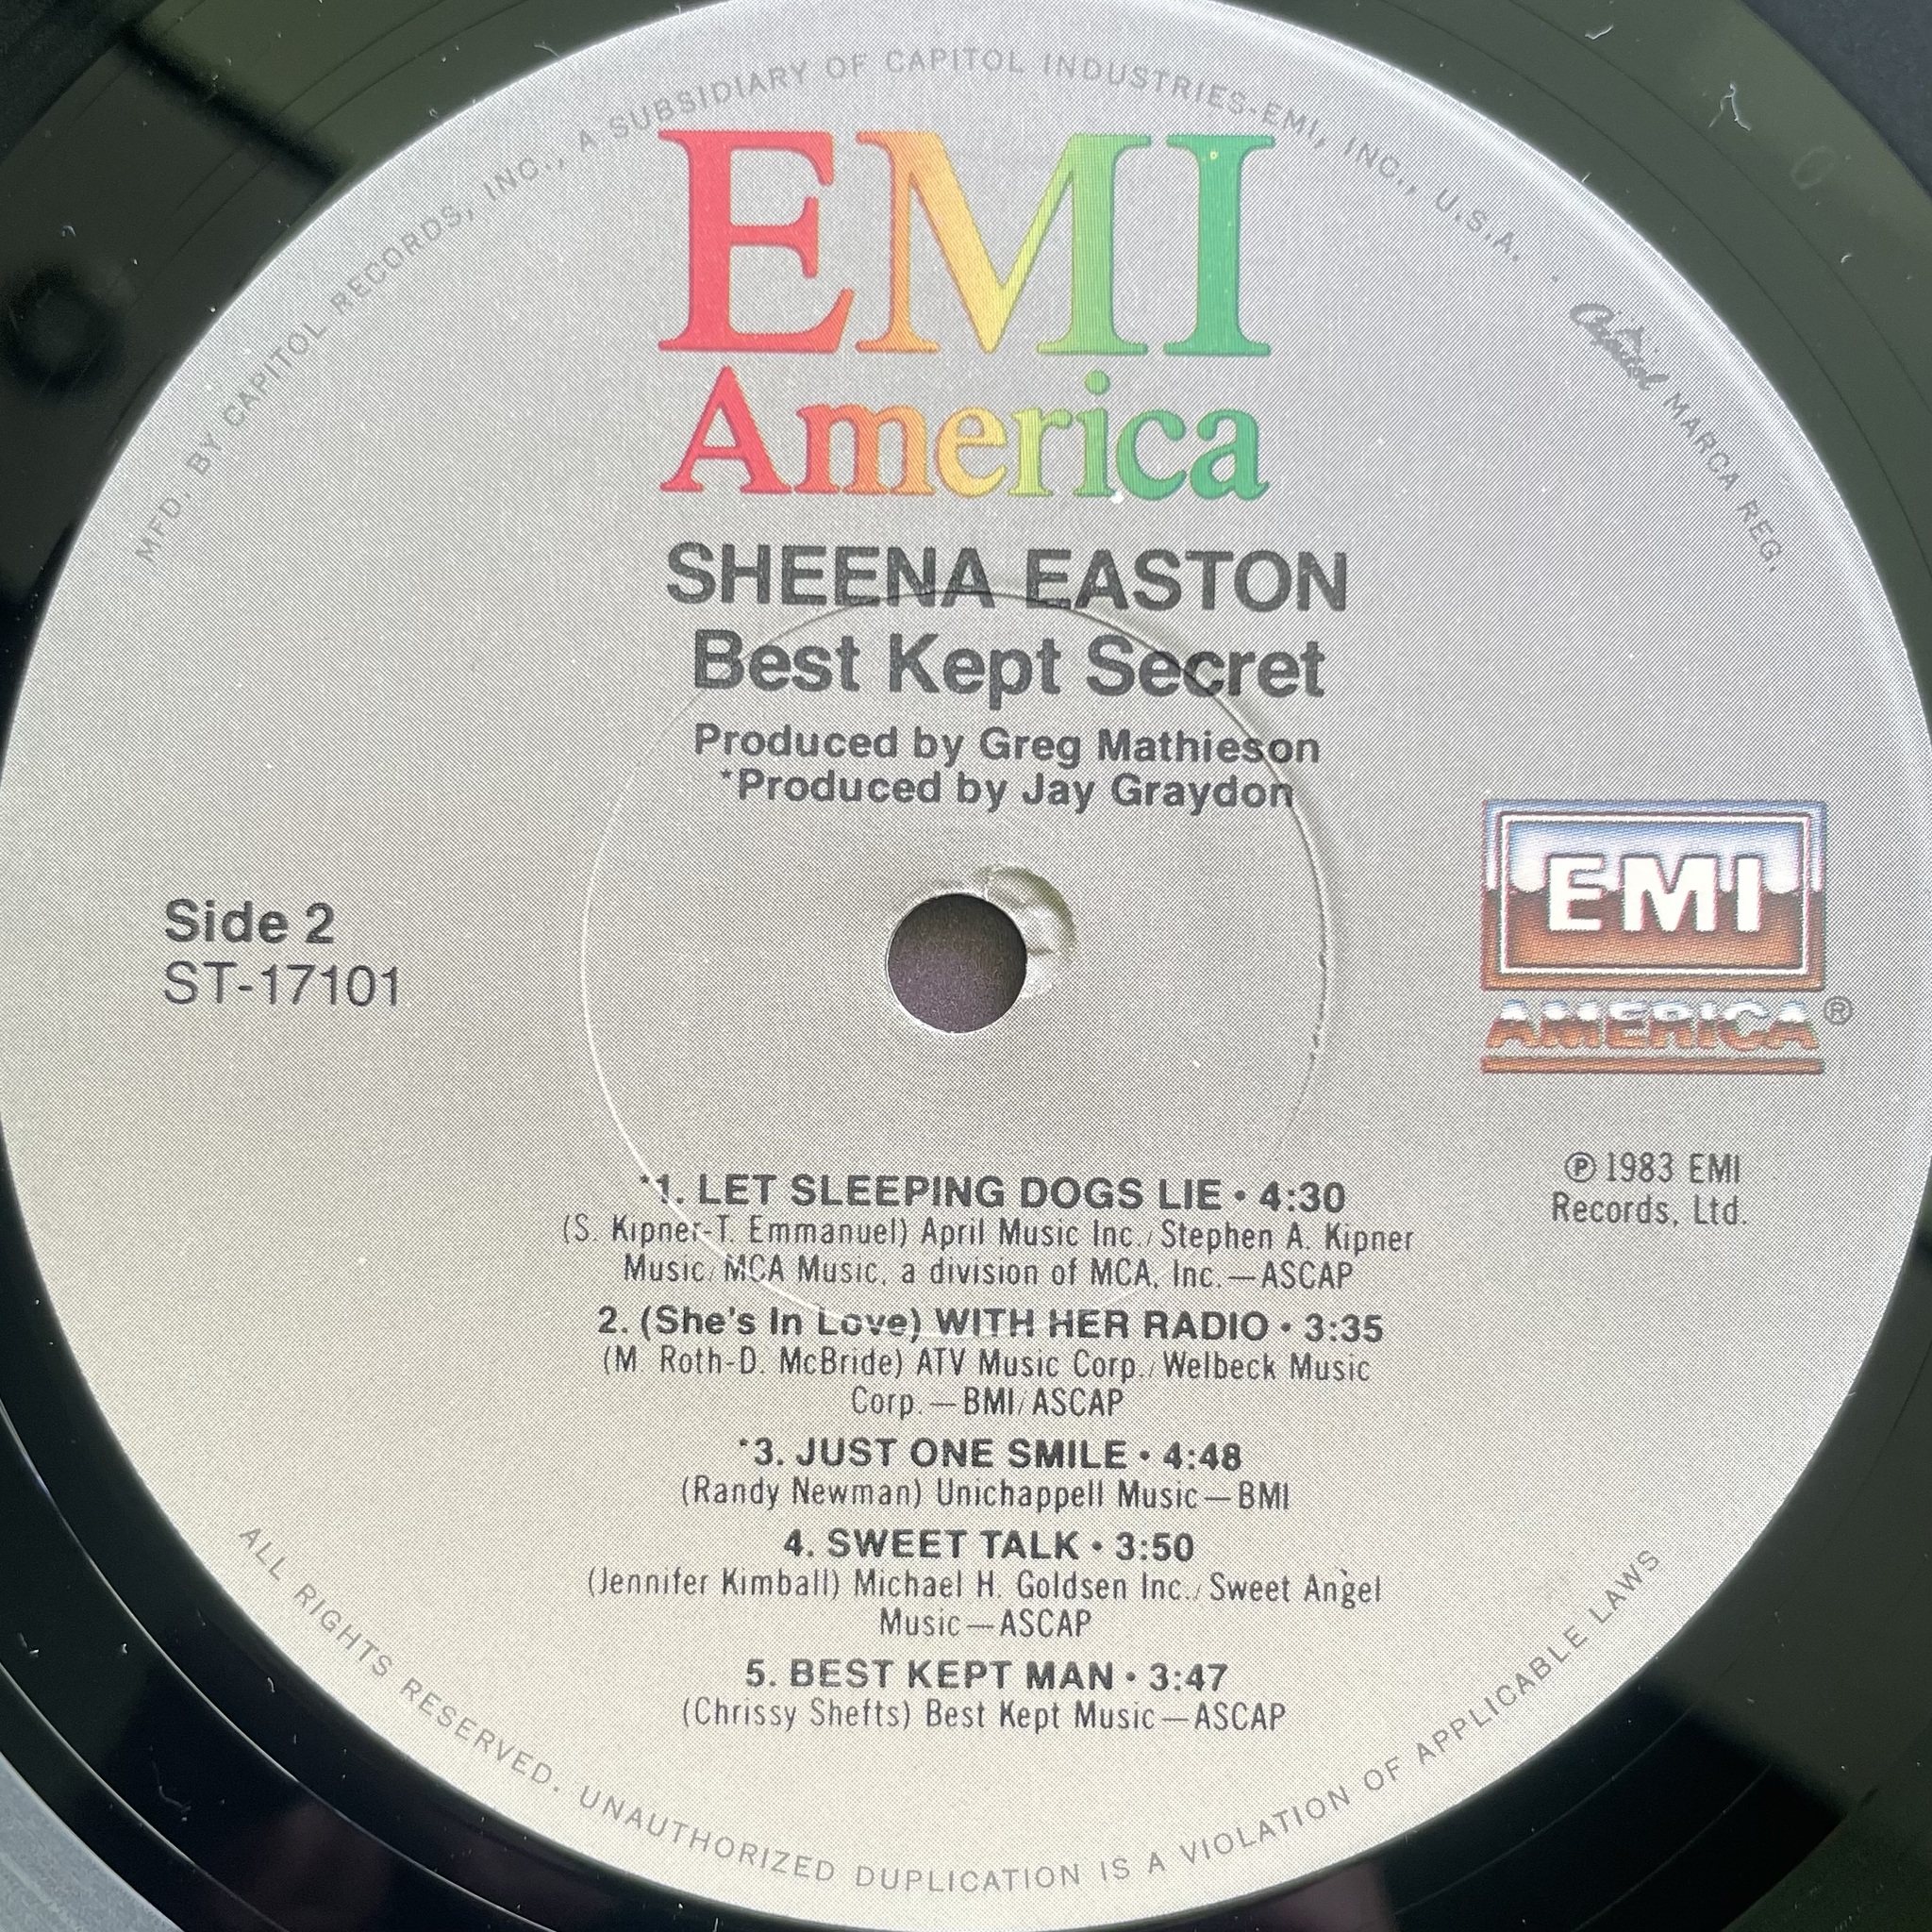 MFD. BY CAPITOL RECORDS, INC., A SUBSIDIARY OF CAPITOL INDUSTRIES-EMI, INC., U.S.A. · Capitol MARCA REG.
EMI
America
SHEENA EASTON
Best Kept Secret
Produced by Greg Mathieson
*Produced by Jay Graydon
Side 2
ST-17101
EMI
AMERICA®
℗ 1983 EMI
Records, Ltd.
*1. LET SLEEPING DOGS LIE • 4:30
(S. Kipner-T. Emmanuel) April Music Inc./Stephen A. Kipner
Music/MCA Music, a division of MCA, Inc.—ASCAP
2. (She's In Love) WITH HER RADIO • 3:35
(M. Roth-D. McBride) ATV Music Corp./Welbeck Music
Corp.—BMI/ASCAP
*3. JUST ONE SMILE • 4:48
(Randy Newman) Unichappell Music—BMI
4. SWEET TALK • 3:50
(Jennifer Kimball) Michael H. Goldsen Inc./Sweet Angel
Music—ASCAP
5. BEST KEPT MAN • 3:47
(Chrissy Shefts) Best Kept Music—ASCAP
ALL RIGHTS RESERVED. UNAUTHORIZED DUPLICATION IS A VIOLATION OF APPLICABLE LAWS